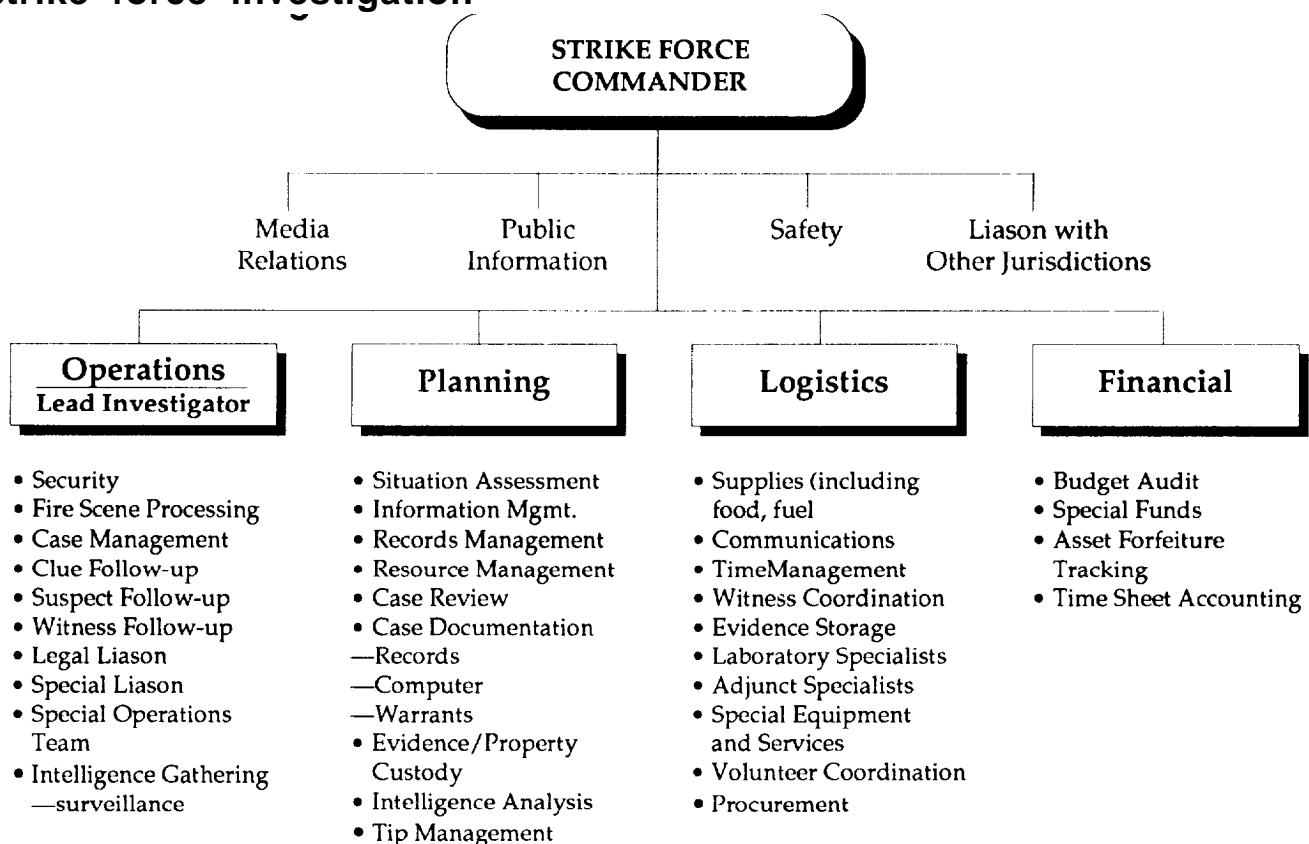 strike force investigation
STRIKE FORCE
COMMANDER
Media
Relations
Public
Information
Safety
Liason with
Other Jurisdictions
Operations
Lead Investigator
• Security
• Fire Scene Processing
• Case Management
• Clue Follow-up
• Suspect Follow-up
• Witness Follow-up
• Legal Liason
• Special Liason
• Special Operations
Team
• Intelligence Gathering
—surveillance
Planning
• Situation Assessment
• Information Mgmt.
• Records Management
• Resource Management
• Case Review
• Case Documentation
—Records
—Computer
—Warrants
• Evidence/Property
Custody
• Intelligence Analysis
• Tip Management
Logistics
• Supplies (including
food, fuel
• Communications
• TimeManagement
• Witness Coordination
• Evidence Storage
• Laboratory Specialists
• Adjunct Specialists
• Special Equipment
and Services
• Volunteer Coordination
• Procurement
Financial
• Budget Audit
• Special Funds
• Asset Forfeiture
Tracking
• Time Sheet Accounting